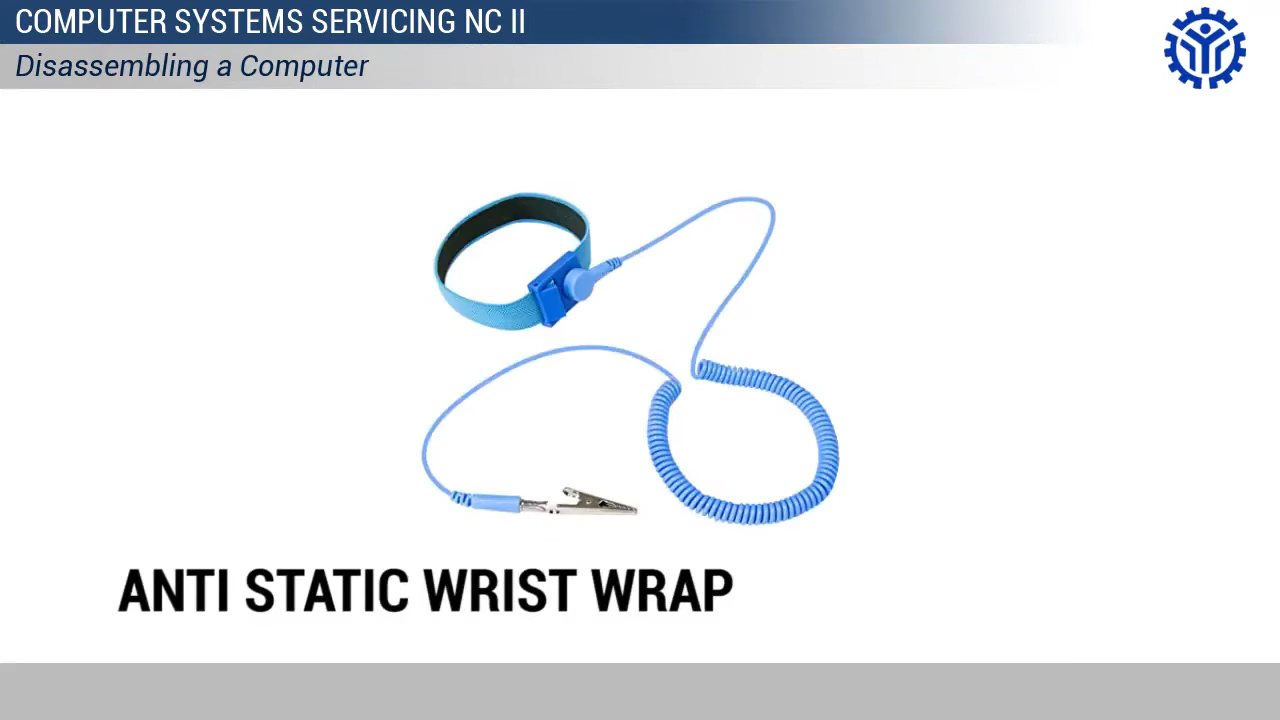 COMPUTER SYSTEMS SERVICING NC II
Disassembling a Computer
ANTI STATIC WRIST WRAP